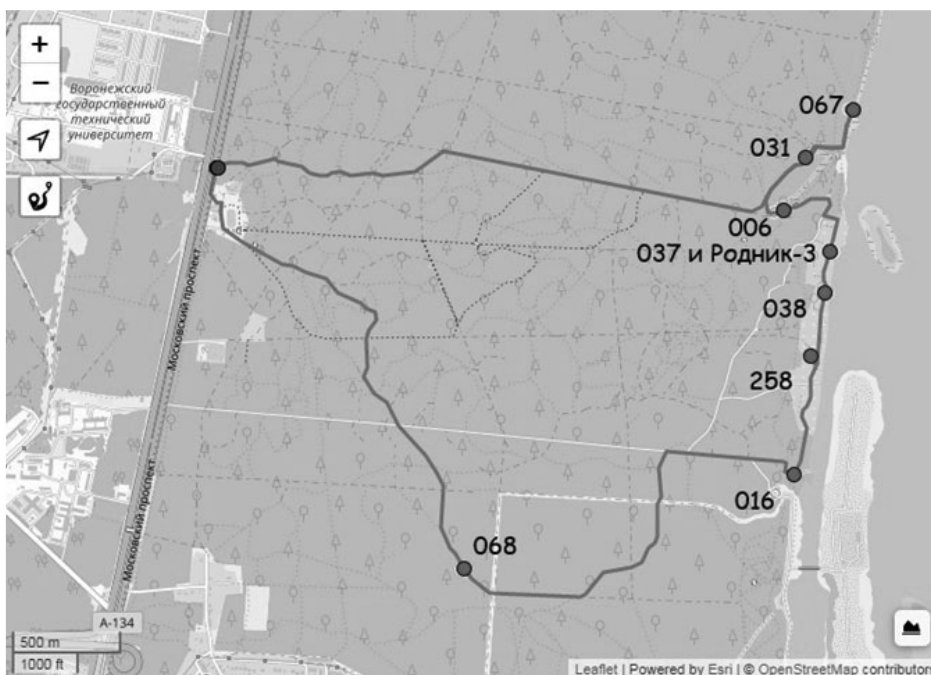 +
−
Воронежский
государственный
технический
университет
067
031
006
037 и Родник-3
038
258
016
068
Московский проспект
Московский проспект
A-134
500 m
1000 ft
Leaflet | Powered by Esri | © OpenStreetMap contributors